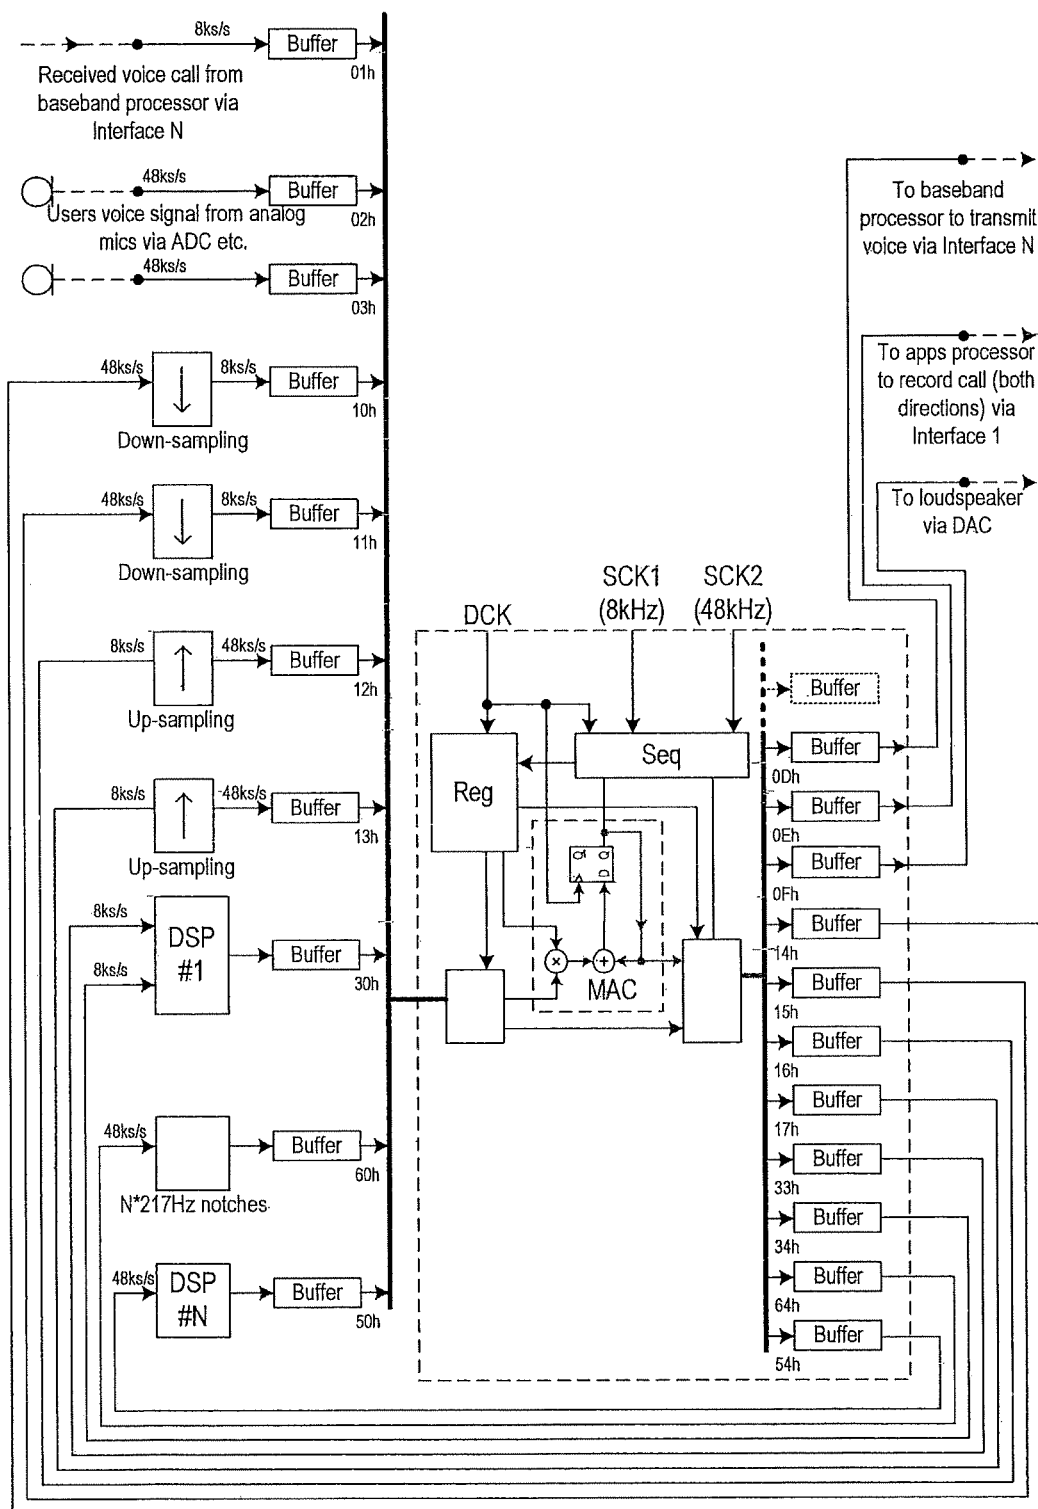 8ks/s
Buffer
01h
Received voice call from
baseband processor via
Interface N
48ks/s
Buffer
02h
Users voice signal from analog
mics via ADC etc.
48ks/s
Buffer
03h
To baseband
processor to transmit
voice via Interface N
To apps processor
to record call (both
directions) via
Interface 1
To loudspeaker
via DAC
48ks/s
8ks/s
Buffer
10h
Down-sampling
48ks/s
8ks/s
Buffer
11h
Down-sampling
8ks/s
48ks/s
Buffer
12h
Up-sampling
8ks/s
48ks/s
Buffer
13h
Up-sampling
8ks/s
8ks/s
DSP
#1
Buffer
30h
48ks/s
Buffer
60h
N*217Hz notches
48ks/s
DSP
#N
Buffer
50h
DCK
SCK1
(8kHz)
SCK2
(48kHz)
Reg
Seq
Q
Q
D
×
+
MAC
Buffer
Buffer
0Dh
Buffer
0Eh
Buffer
0Fh
Buffer
14h
Buffer
15h
Buffer
16h
Buffer
17h
Buffer
33h
Buffer
34h
Buffer
64h
Buffer
54h